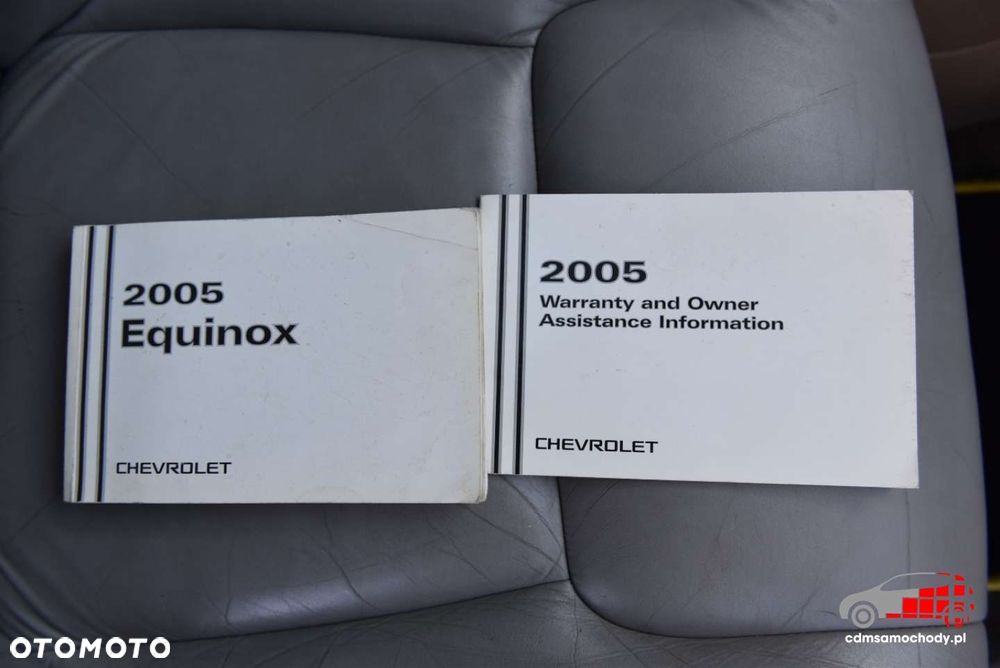 2005
Equinox
CHEVROLET
2005
Warranty and Owner
Assistance Information
CHEVROLET
OTOMOTO
cdmsamochody.pl